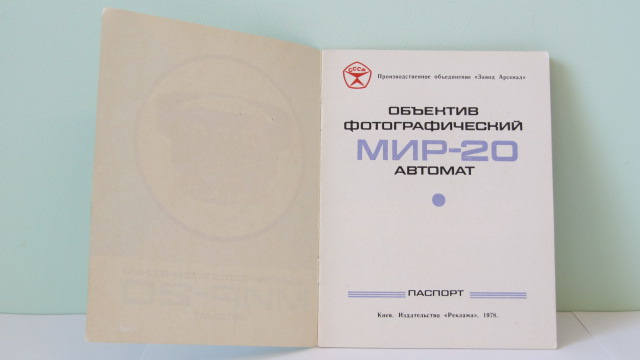 СССР
Производственное объединение «Завод Арсенал»
ОБЪЕКТИВ
ФОТОГРАФИЧЕСКИЙ
МИР-20
АВТОМАТ
ПАСПОРТ
Киев. Издательство «Реклама». 1978.